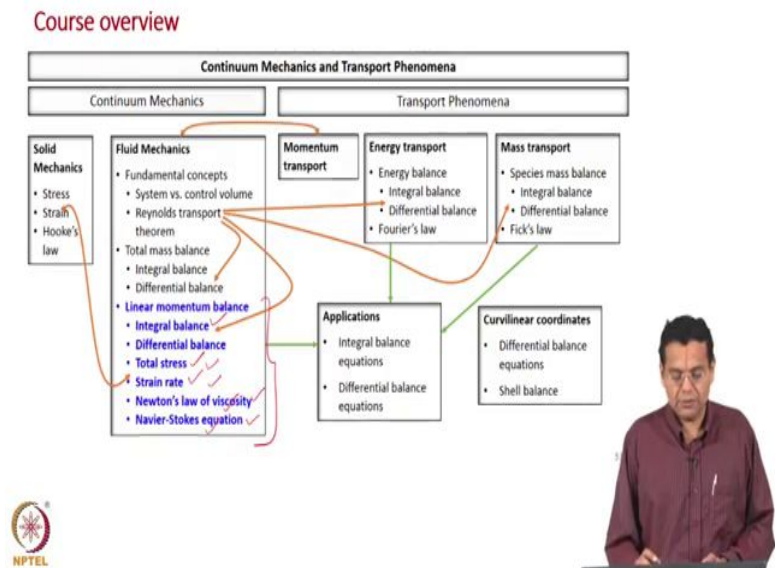 Course overview
Continuum Mechanics and Transport Phenomena
Continuum Mechanics
Transport Phenomena
Solid
Mechanics
• Stress
• Strain
• Hooke's
law
Fluid Mechanics
• Fundamental concepts
• System vs. control volume
• Reynolds transport
theorem
• Total mass balance
• Integral balance
• Differential balance
• Linear momentum balance
• Integral balance
• Differential balance
• Total stress
• Strain rate
• Newton's law of viscosity
• Navier-Stokes equation
Momentum
transport
Energy transport
• Energy balance
• Integral balance
• Differential balance
• Fourier's law
Mass transport
• Species mass balance
• Integral balance
• Differential balance
• Fick's law
Applications
• Integral balance
equations
• Differential balance
equations
Curvilinear coordinates
• Differential balance
equations
• Shell balance
NPTEL